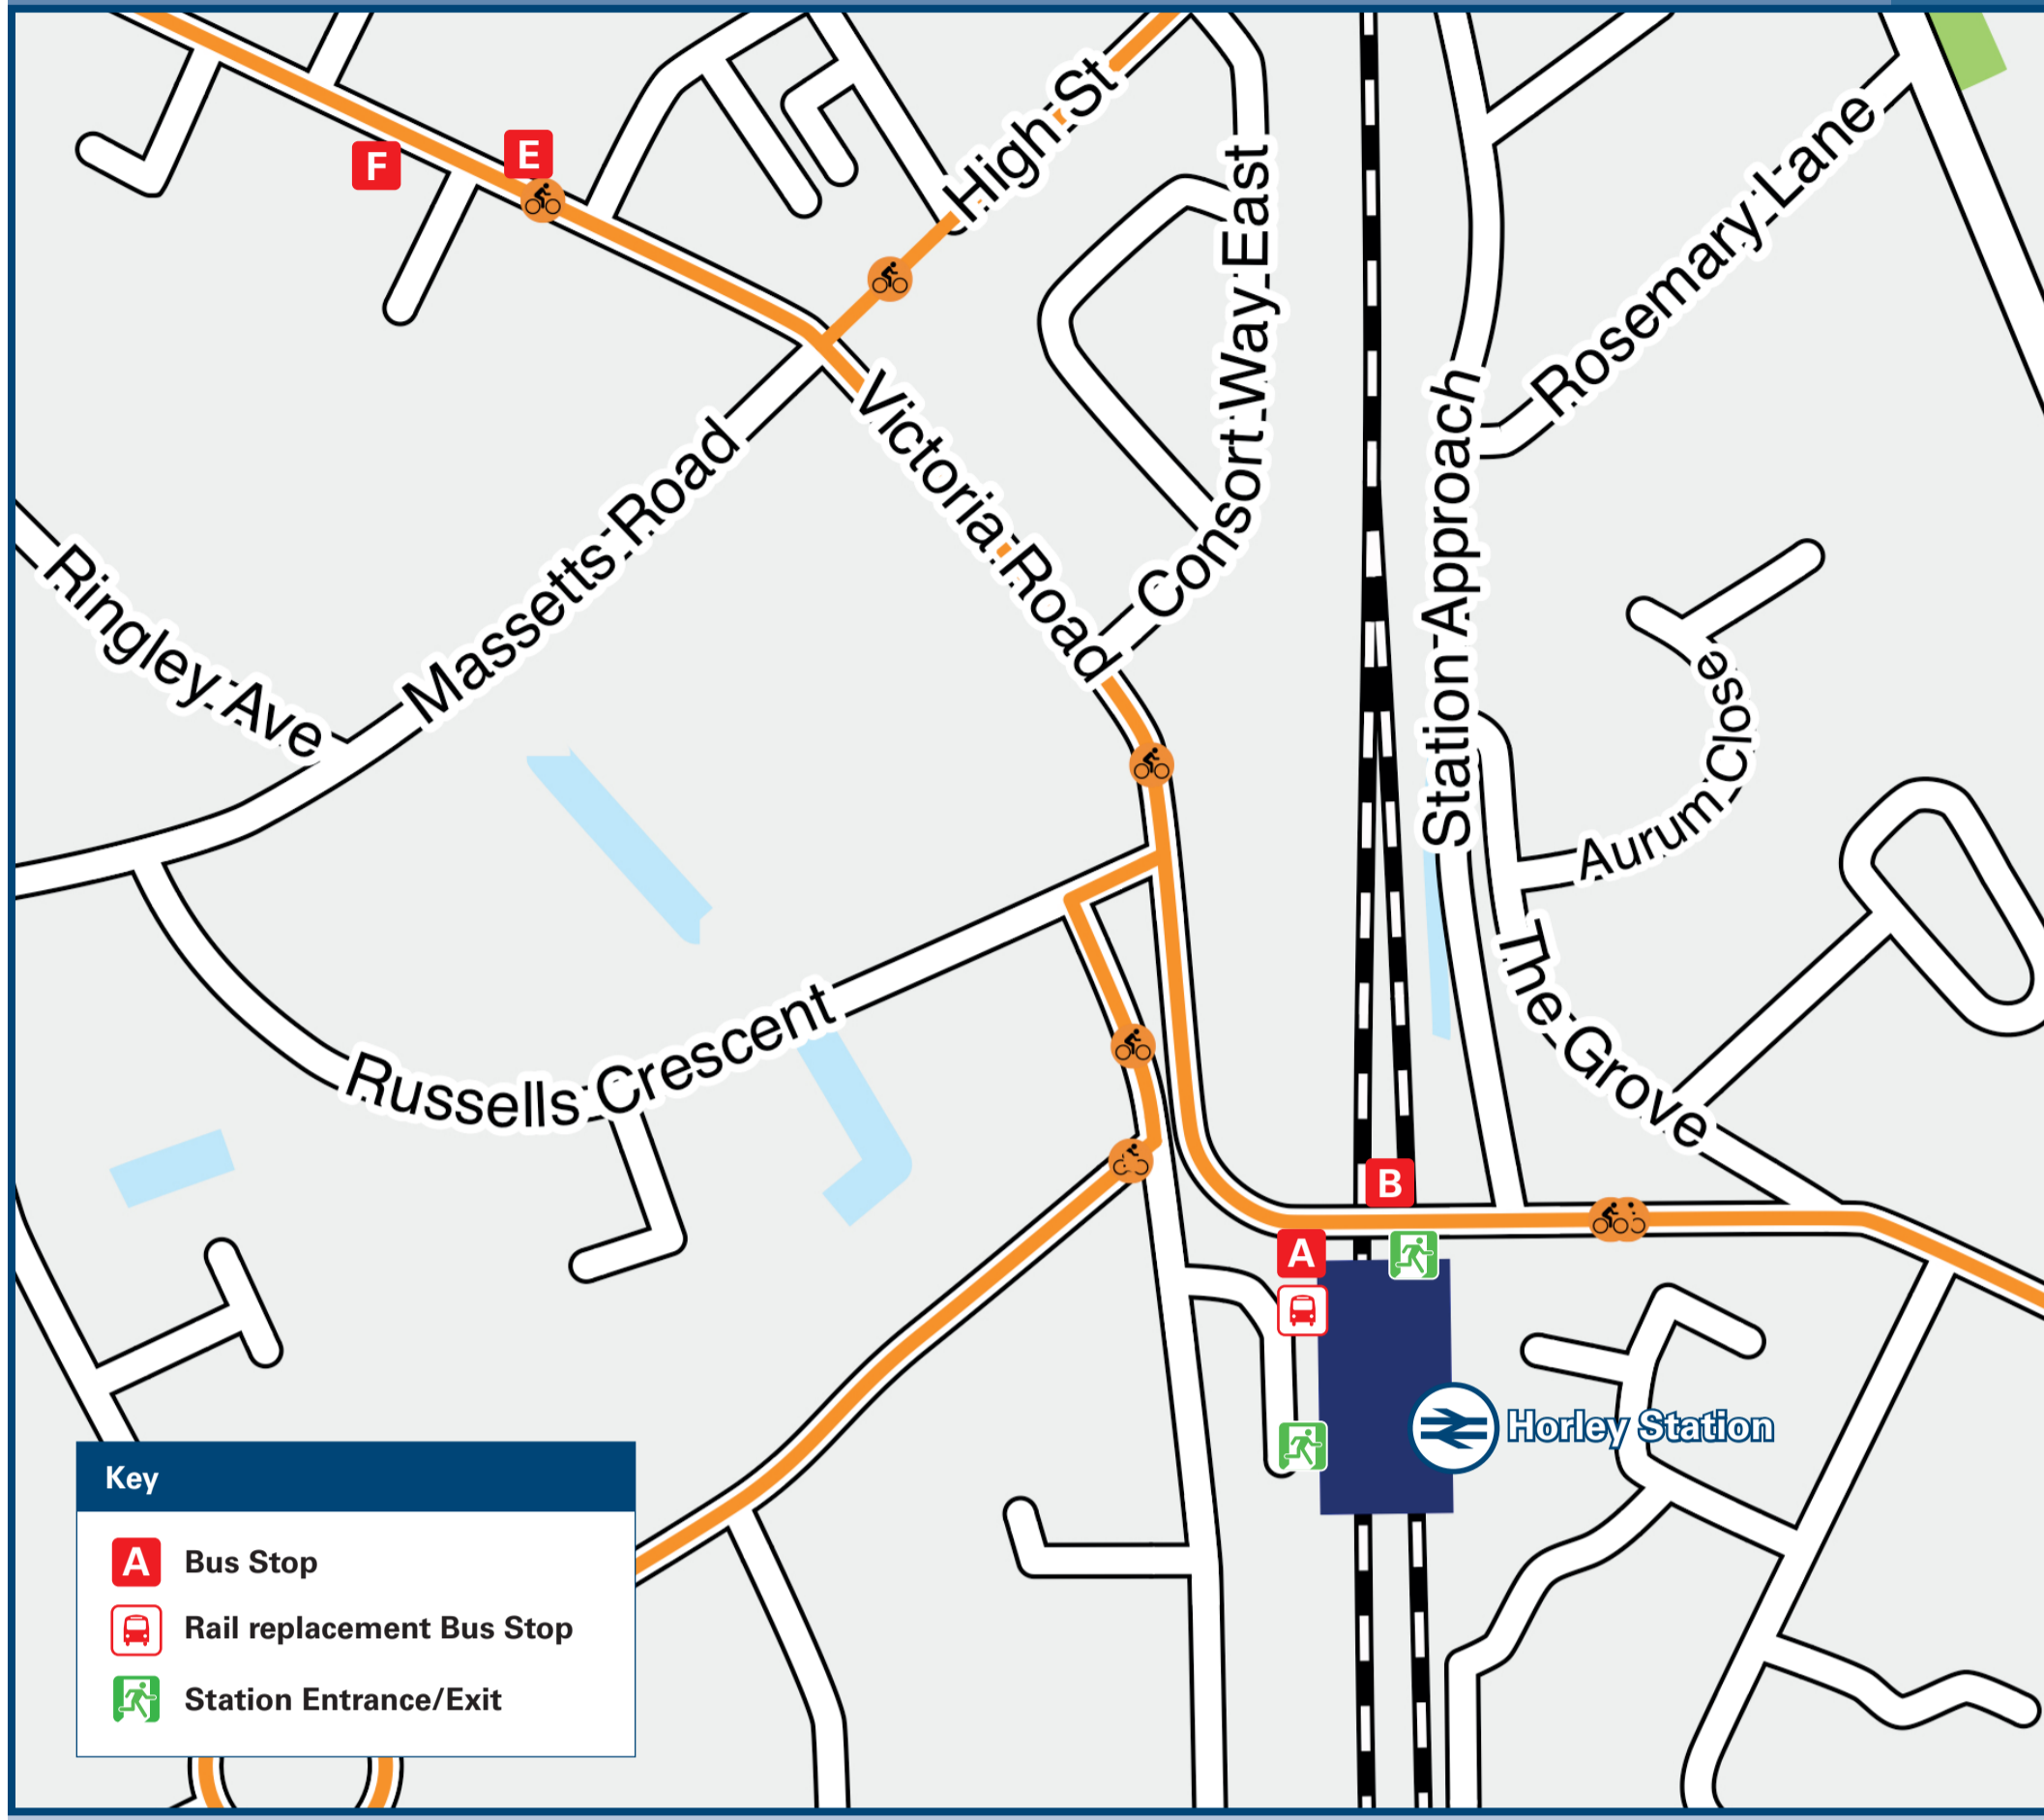 F
E
High St
Consort Way East
Rosemary Lane
Victoria Road
Station Approach
Massetts Road
Ringley Ave
Aurum Close
The Grove
Russells Crescent
B
A
Horley Station
Key
A Bus Stop
Rail replacement Bus Stop
Station Entrance/Exit